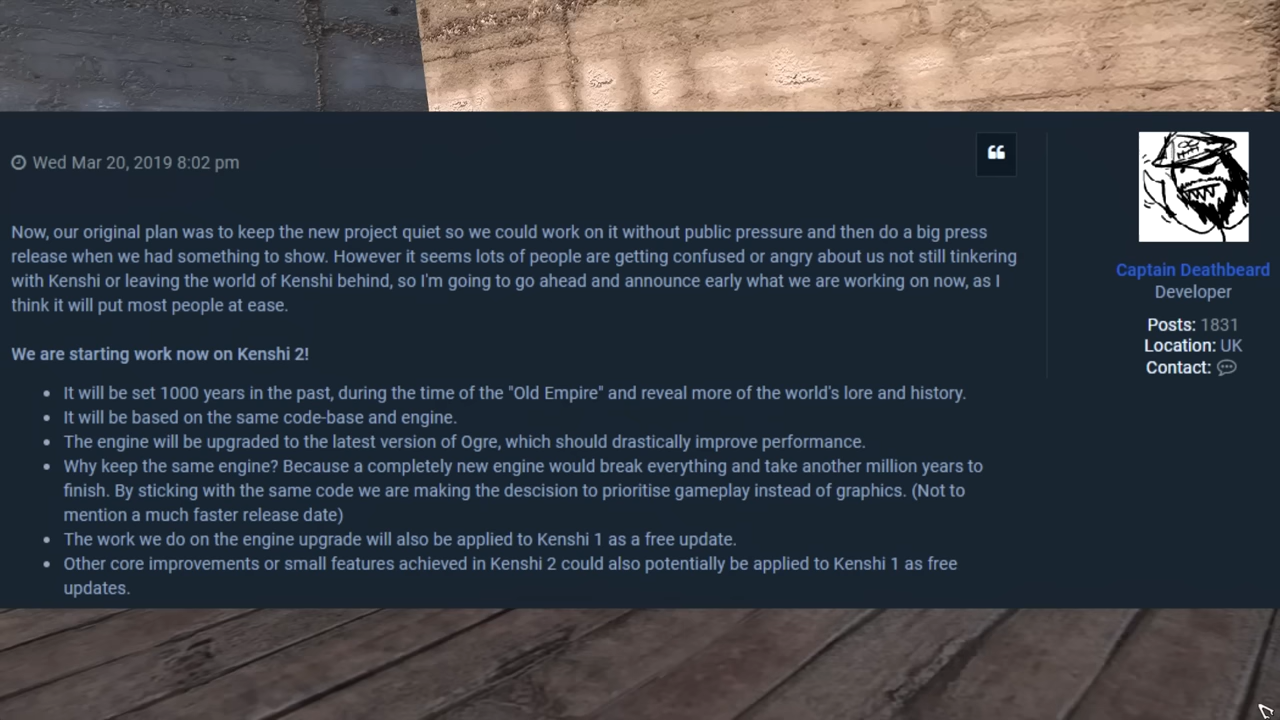 Wed Mar 20, 2019 8:02 pm
Now, our original plan was to keep the new project quiet so we could work on it without public pressure and then do a big press
release when we had something to show. However it seems lots of people are getting confused or angry about us not still tinkering
with Kenshi or leaving the world of Kenshi behind, so I'm going to go ahead and announce early what we are working on now, as I
think it will put most people at ease.
We are starting work now on Kenshi 2!
• It will be set 1000 years in the past, during the time of the "Old Empire" and reveal more of the world's lore and history.
• It will be based on the same code-base and engine.
• The engine will be upgraded to the latest version of Ogre, which should drastically improve performance.
• Why keep the same engine? Because a completely new engine would break everything and take another million years to
finish. By sticking with the same code we are making the descision to prioritise gameplay instead of graphics. (Not to
mention a much faster release date)
• The work we do on the engine upgrade will also be applied to Kenshi 1 as a free update.
• Other core improvements or small features achieved in Kenshi 2 could also potentially be applied to Kenshi 1 as free
updates.
Captain Deathbeard
Developer
Posts: 1831
Location: UK
Contact: